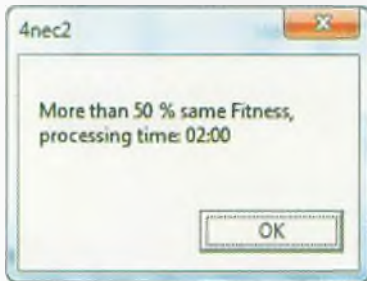 4nec2
More than 50 % same Fitness,
processing time: 02:00
OK